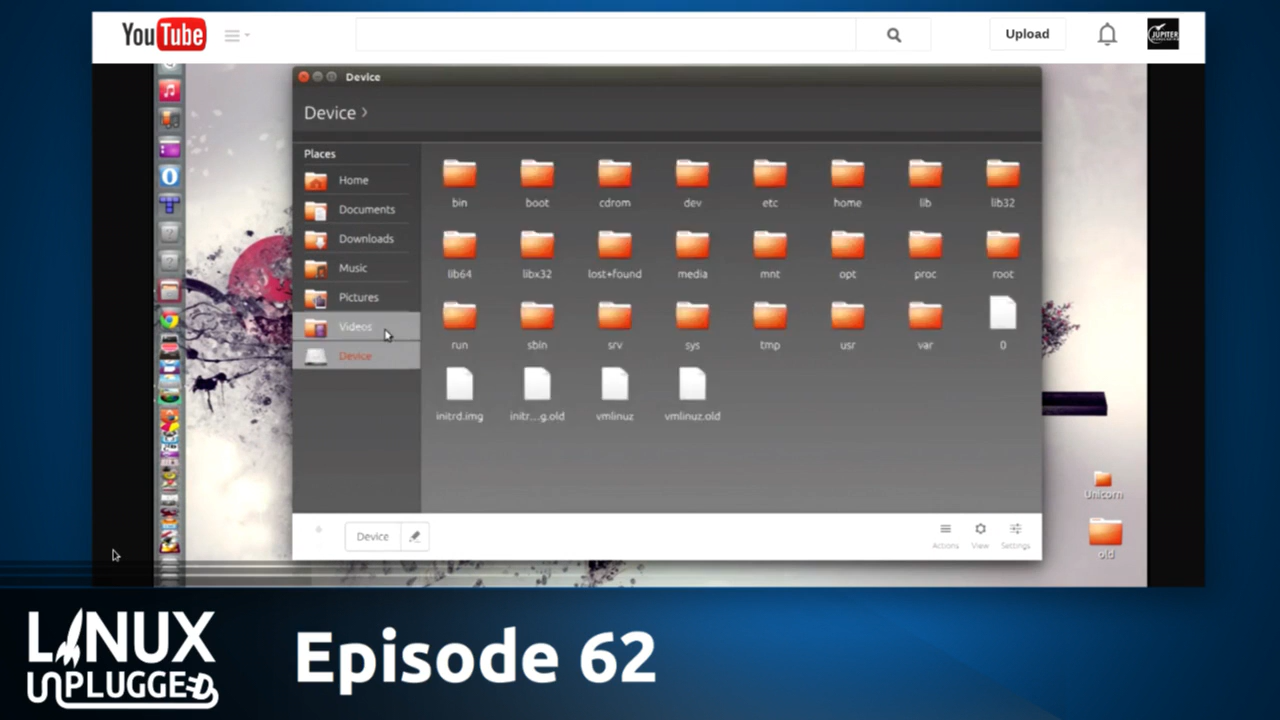 YouTube
Upload
JUPITER
Device
Device ›
Places
Home
Documents
Downloads
Music
Pictures
Videos
Device
bin boot cdrom dev etc home lib lib32
lib64 libx32 lost+found media mnt opt proc root
run sbin srv sys tmp usr var 0
initrd.img initr...g.old vmlinuz vmlinuz.old
Device
Actions View Settings
Unicorn
old
LINUX
UNPLUGGED
Episode 62